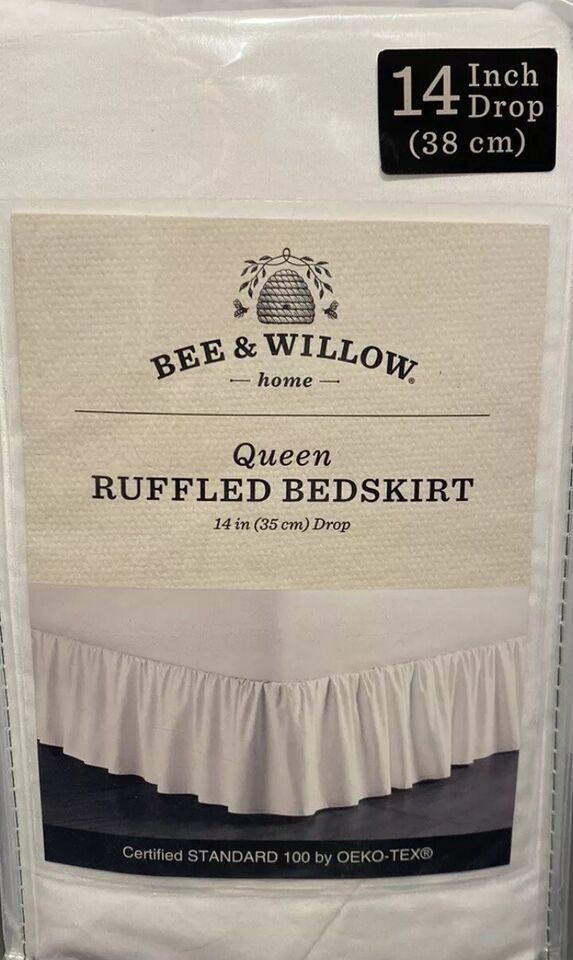 14 Inch
Drop
(38 cm)
BEE & WILLOW®
— home —
Queen
RUFFLED BEDSKIRT
14 in (35 cm) Drop
Certified STANDARD 100 by OEKO-TEX®